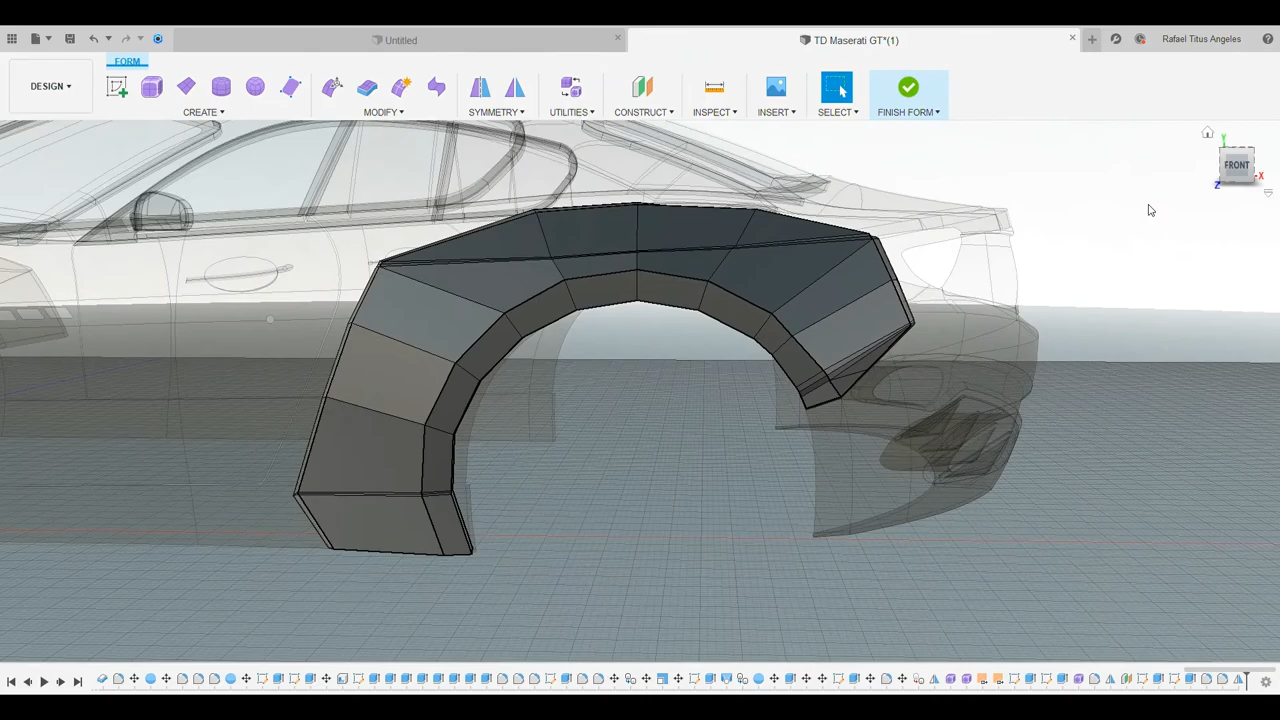 Untitled
TD Maserati GT*(1)
Rafael Titus Angeles
FORM
DESIGN
CREATE
MODIFY
SYMMETRY
UTILITIES
CONSTRUCT
INSPECT
INSERT
SELECT
FINISH FORM
Y
FRONT
X
Z